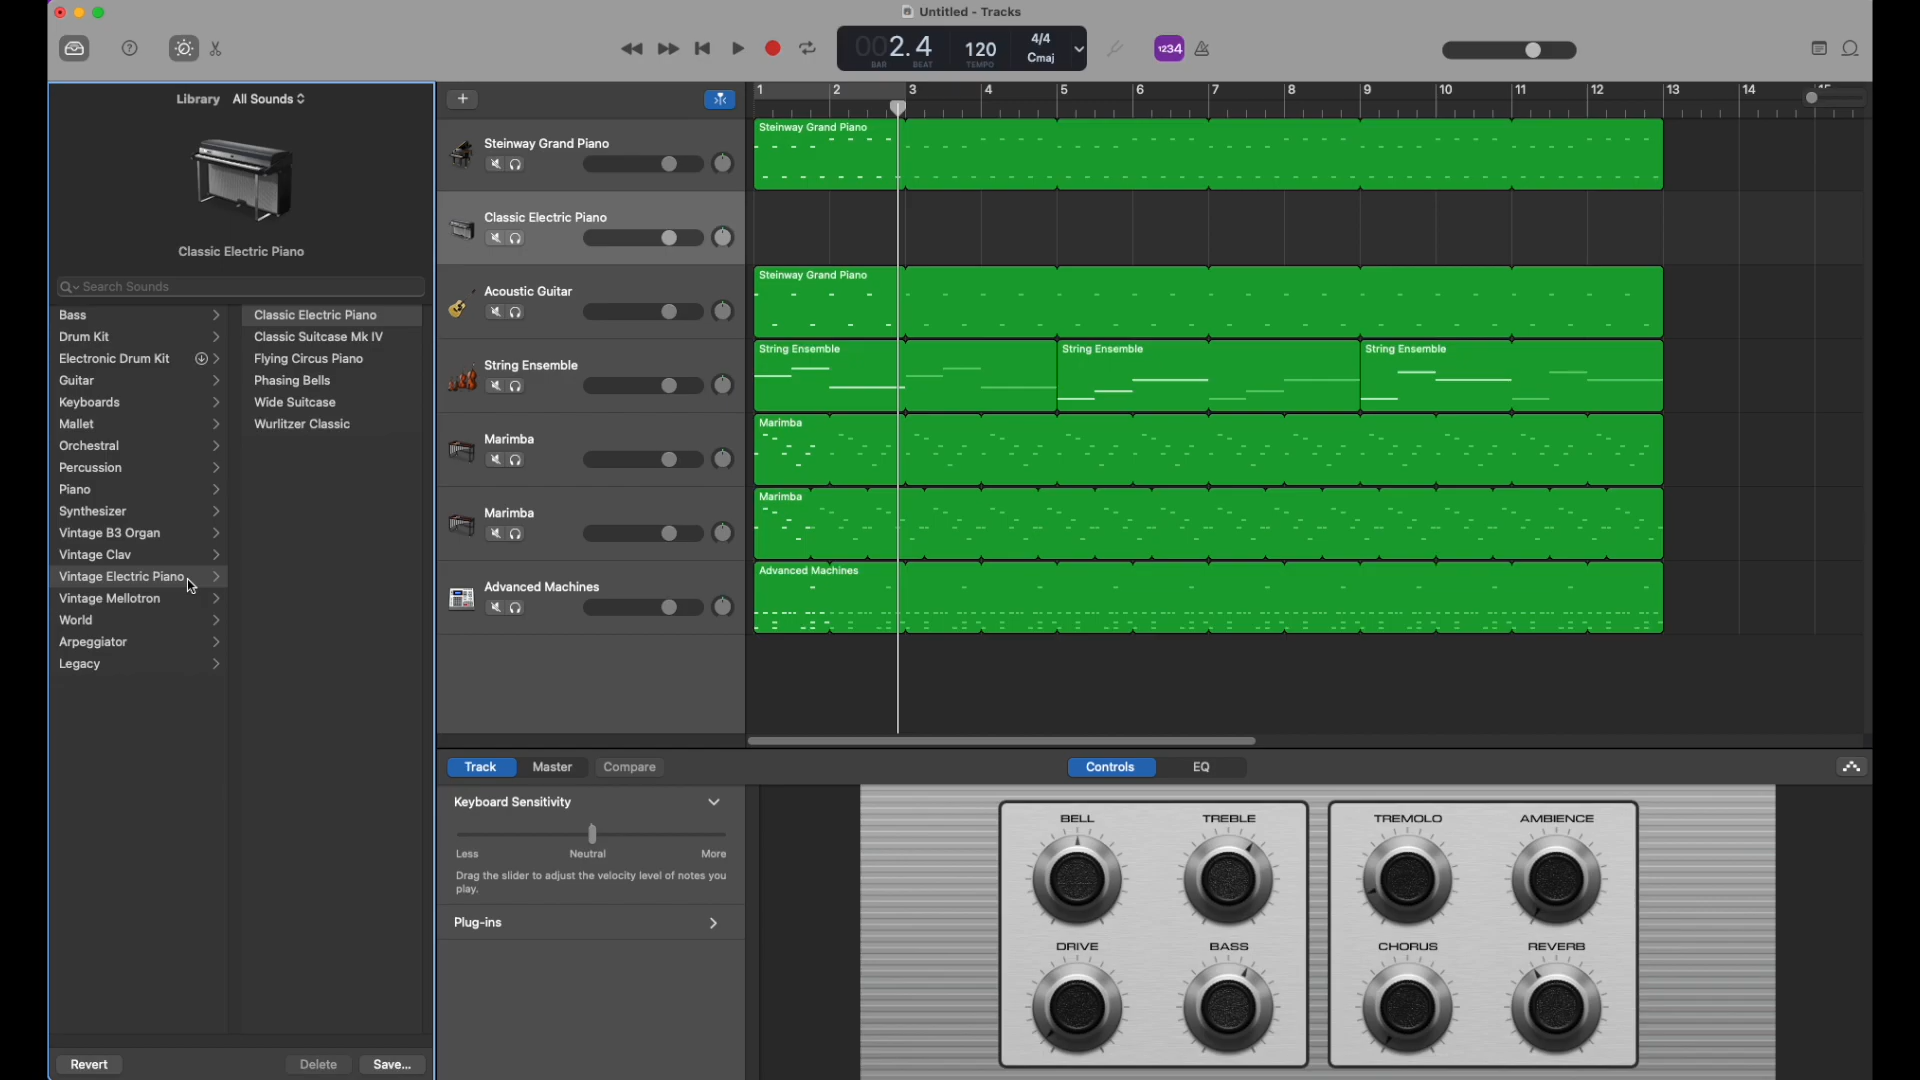 Untitled - Tracks
002.4
BAR
BEAT
120
TEMPO
4/4
Cmaj
1234
Library All Sounds
Classic Electric Piano
Search Sounds
Bass
Drum Kit
Electronic Drum Kit
Guitar
Keyboards
Mallet
Orchestral
Percussion
Piano
Synthesizer
Vintage B3 Organ
Vintage Clav
Vintage Electric Piano
Vintage Mellotron
World
Arpeggiator
Legacy
Classic Electric Piano
Classic Suitcase Mk IV
Flying Circus Piano
Phasing Bells
Wide Suitcase
Wurlitzer Classic
Revert
Delete
Save...
1 2 3 4 5 6 7 8 9 10 11 12 13 14
Steinway Grand Piano
Classic Electric Piano
Acoustic Guitar
String Ensemble
Marimba
Marimba
Advanced Machines
Steinway Grand Piano
Steinway Grand Piano
String Ensemble
String Ensemble
String Ensemble
Marimba
Marimba
Advanced Machines
Track
Master
Compare
Controls
EQ
Keyboard Sensitivity
Less
Neutral
More
Drag the slider to adjust the velocity level of notes you
play.
Plug-ins
BELL
TREBLE
TREMOLO
AMBIENCE
DRIVE
BASS
CHORUS
REVERB